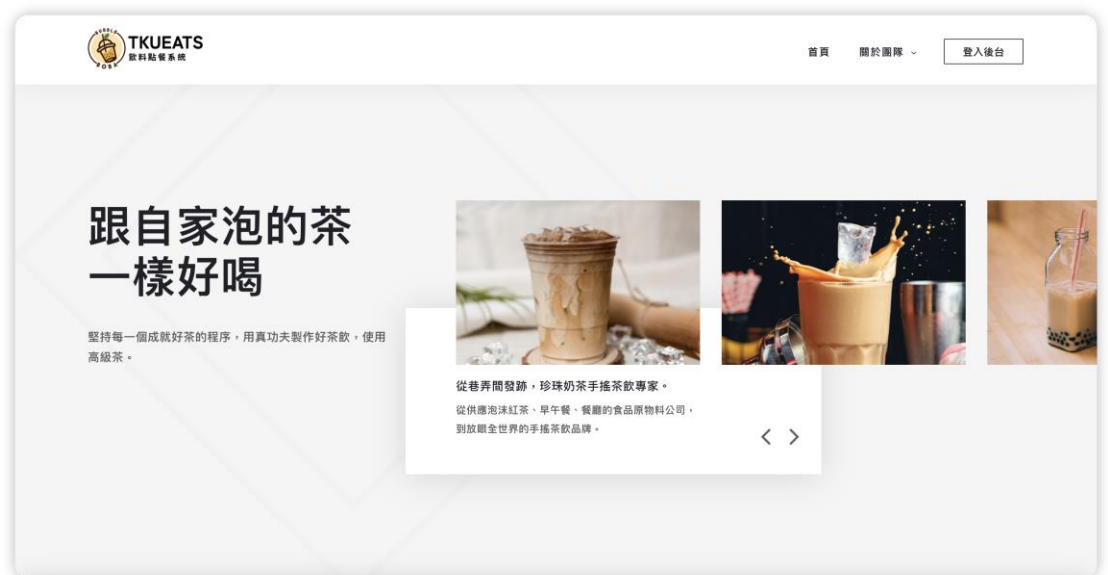 BUBBLE
BOBA
TKUEATS
飲料點餐系統
首頁
關於團隊
登入後台
跟自家泡的茶
一樣好喝
堅持每一個成就好茶的程序，用真功夫製作好茶飲，使用
高級茶。
從巷弄間發跡，珍珠奶茶手搖茶飲專家。
從供應泡沫紅茶、早午餐、餐廳的食品原物料公司，
到放眼全世界的手搖茶飲品牌。